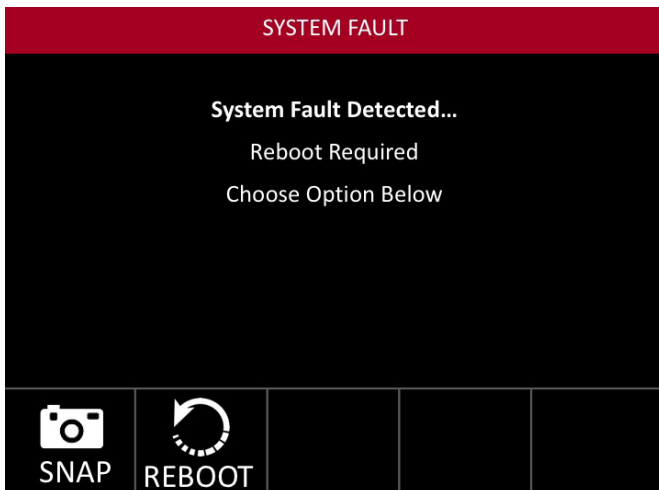 SYSTEM FAULT
System Fault Detected...
Reboot Required
Choose Option Below
SNAP
REBOOT